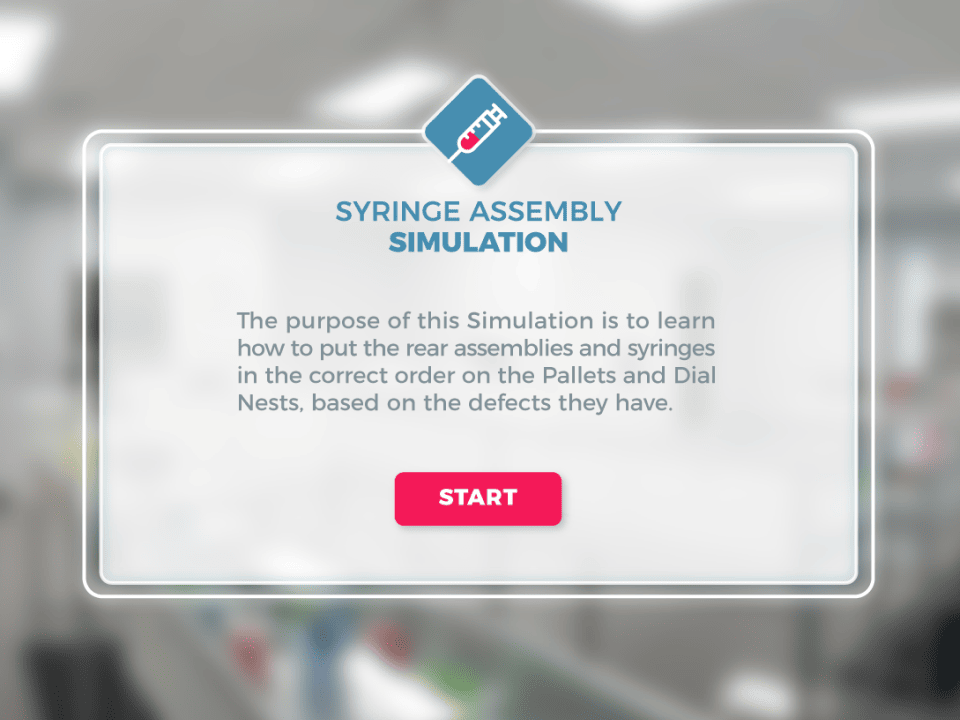 SYRINGE ASSEMBLY
SIMULATION
The purpose of this Simulation is to learn
how to put the rear assemblies and syringes
in the correct order on the Pallets and Dial
Nests, based on the defects they have.
START